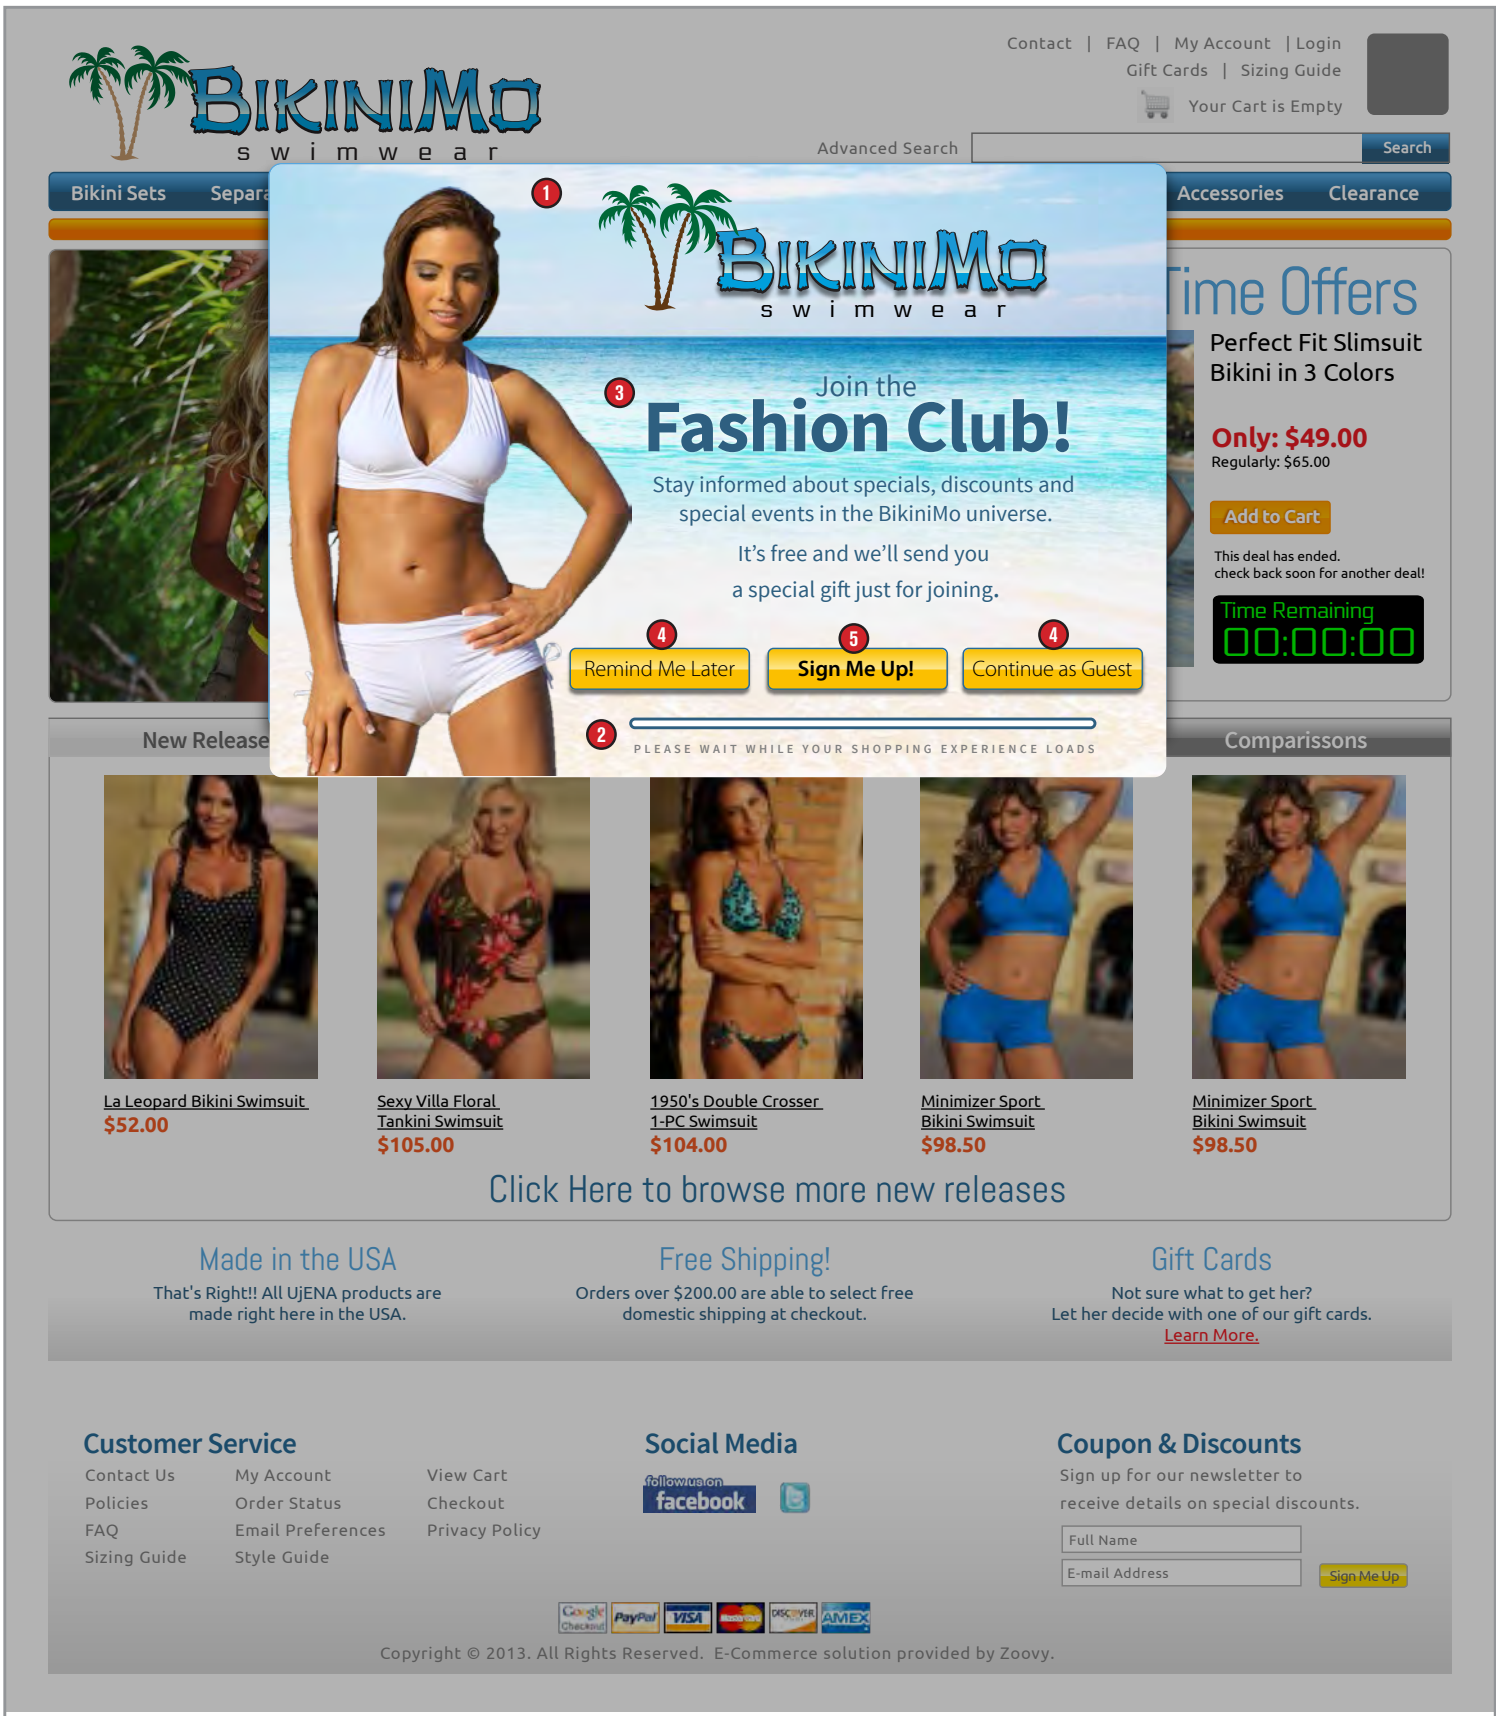 Contact | FAQ | My Account | Login
Gift Cards | Sizing Guide
Your Cart is Empty
BIKINIMO
swimwear
Advanced Search
Search
Bikini Sets
Accessories
Clearance
1
BIKINIMO
swimwear
3
Join the
Fashion Club!
Stay informed about specials, discounts and
special events in the BikiniMo universe.
It's free and we'll send you
a special gift just for joining.
4
5
4
Remind Me Later
Sign Me Up!
Continue as Guest
2
PLEASE WAIT WHILE YOUR SHOPPING EXPERIENCE LOADS
Time Offers
Perfect Fit Slimsuit
Bikini in 3 Colors
Only: $49.00
Regularly: $65.00
Add to Cart
This deal has ended.
check back soon for another deal!
Time Remaining
00:00:00
New Release
Comparissons
La Leopard Bikini Swimsuit
$52.00
Sexy Villa Floral
Tankini Swimsuit
$105.00
1950's Double Crosser
1-PC Swimsuit
$104.00
Minimizer Sport
Bikini Swimsuit
$98.50
Minimizer Sport
Bikini Swimsuit
$98.50
Click Here to browse more new releases
Made in the USA
That's Right!! All UjENA products are
made right here in the USA.
Free Shipping!
Orders over $200.00 are able to select free
domestic shipping at checkout.
Gift Cards
Not sure what to get her?
Let her decide with one of our gift cards.
Learn More.
Customer Service
Contact Us
Policies
FAQ
Sizing Guide
My Account
Order Status
Email Preferences
Style Guide
View Cart
Checkout
Privacy Policy
Social Media
follow us on
facebook
Coupon & Discounts
Sign up for our newsletter to
receive details on special discounts.
Full Name
E-mail Address
Sign Me Up
Google
Checkout
PayPal
VISA
MasterCard
DISCOVER
AMEX
Copyright © 2013. All Rights Reserved. E-Commerce solution provided by Zoovy.